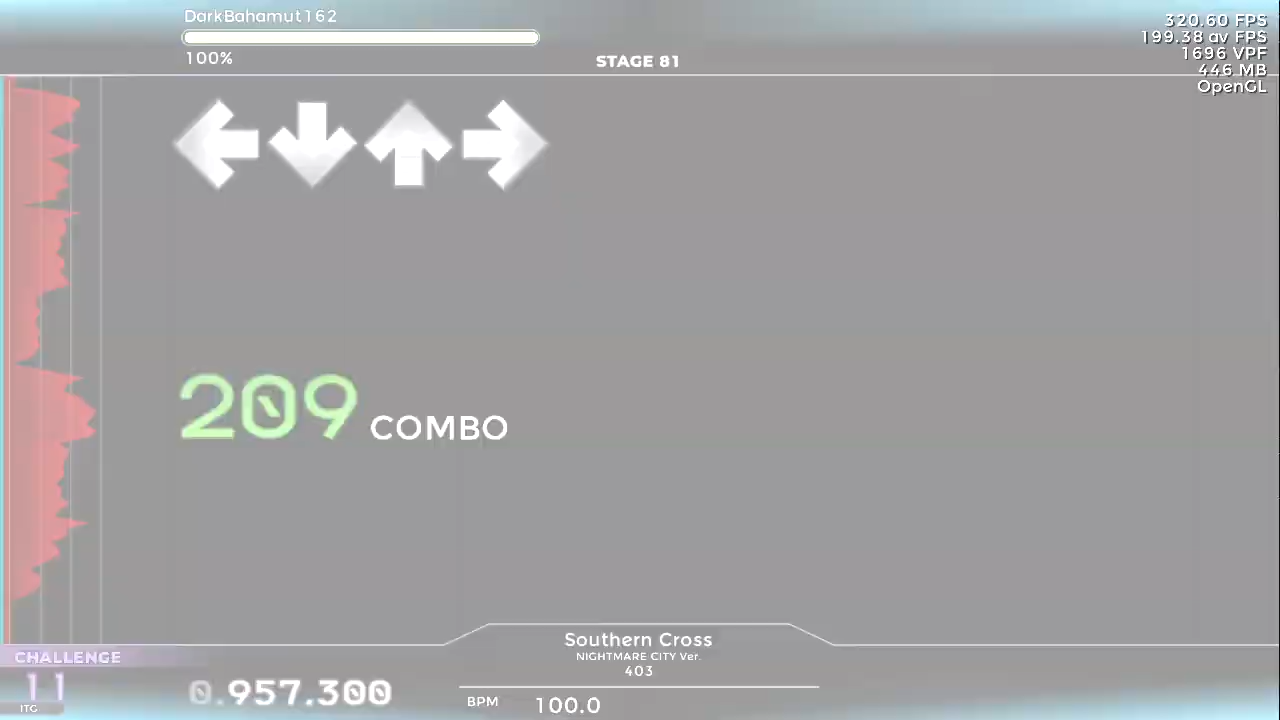 DarkBahamut162
100%
STAGE 81
320.60 FPS
199.38 av FPS
1696 VPF
446 MB
OpenGL
209 COMBO
Southern Cross
NIGHTMARE CITY Ver.
403
CHALLENGE
11
ITG
0.957.300
BPM 100.0